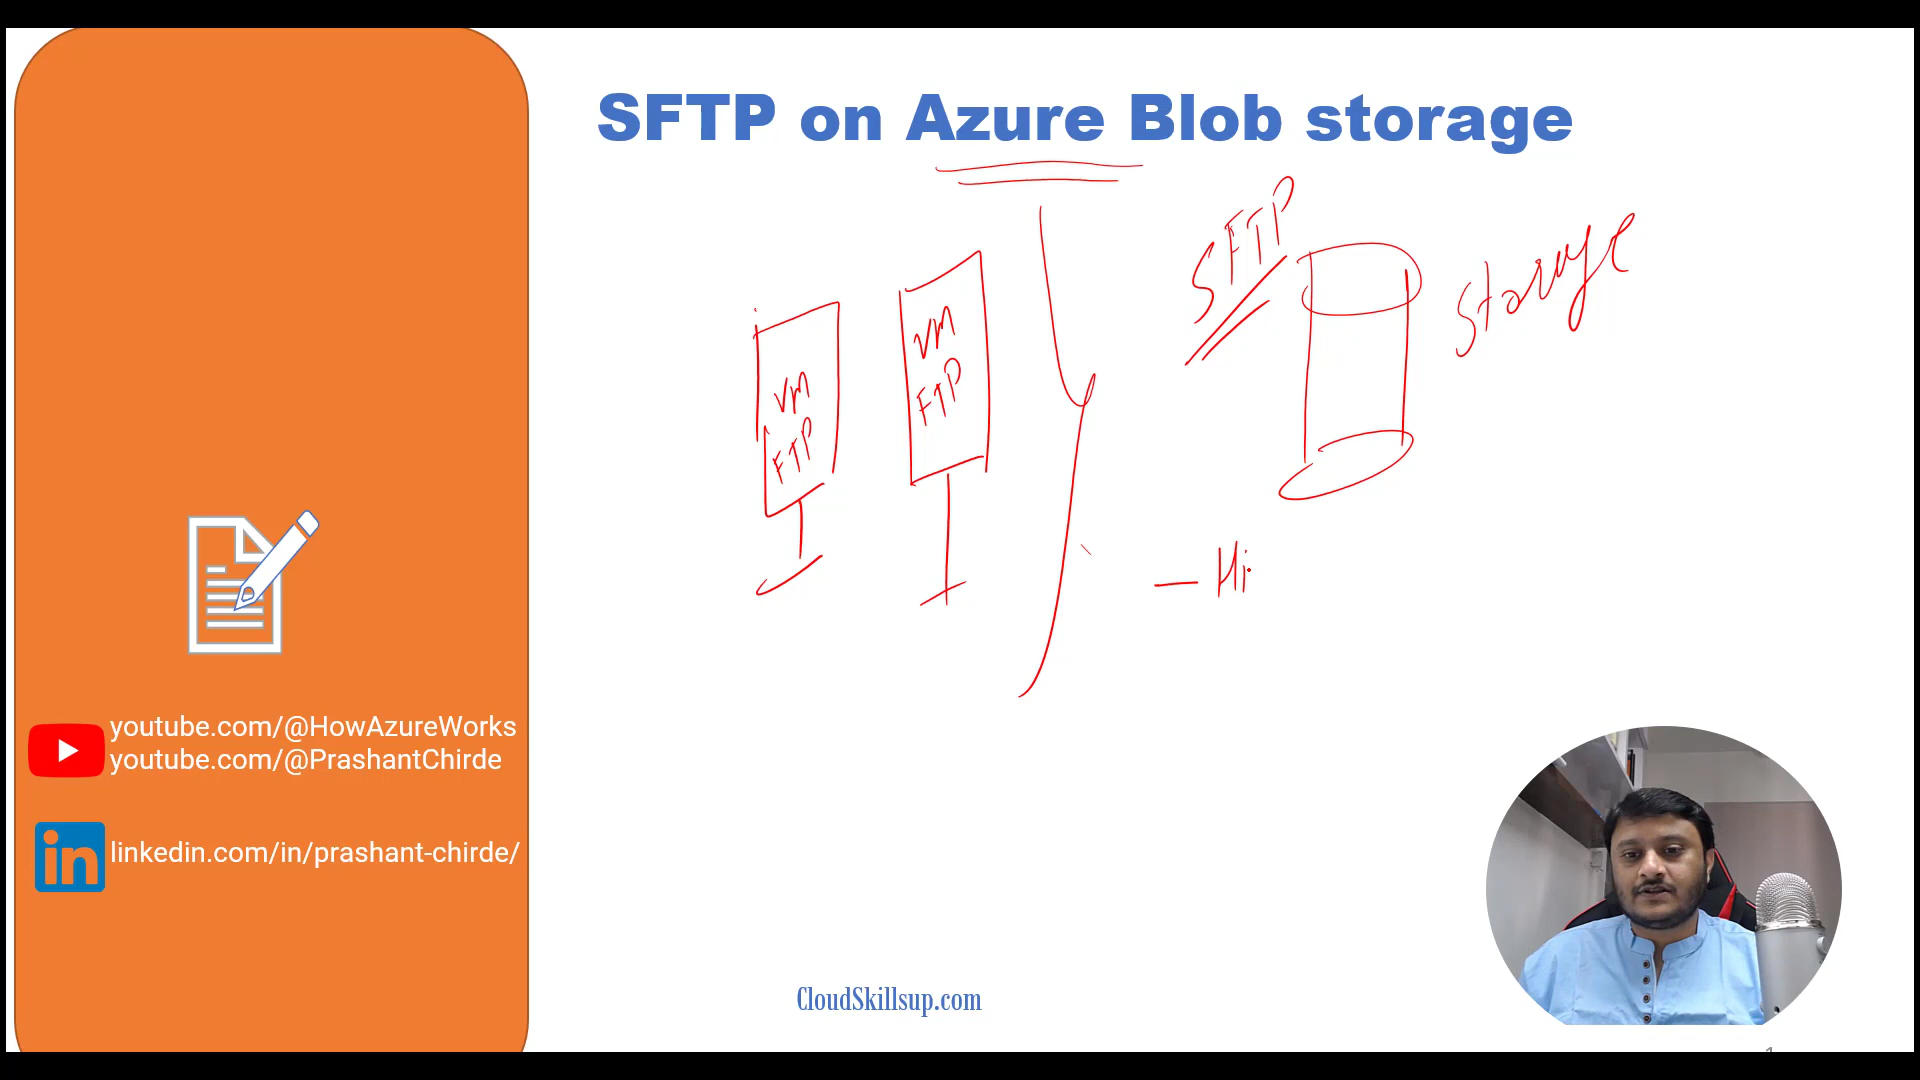 SFTP on Azure Blob storage
SFTP
Storage
VM
FTP
VM
FTP
— Hi
youtube.com/@HowAzureWorks
youtube.com/@PrashantChirde
in
linkedin.com/in/prashant-chirde/
CloudSkillsup.com